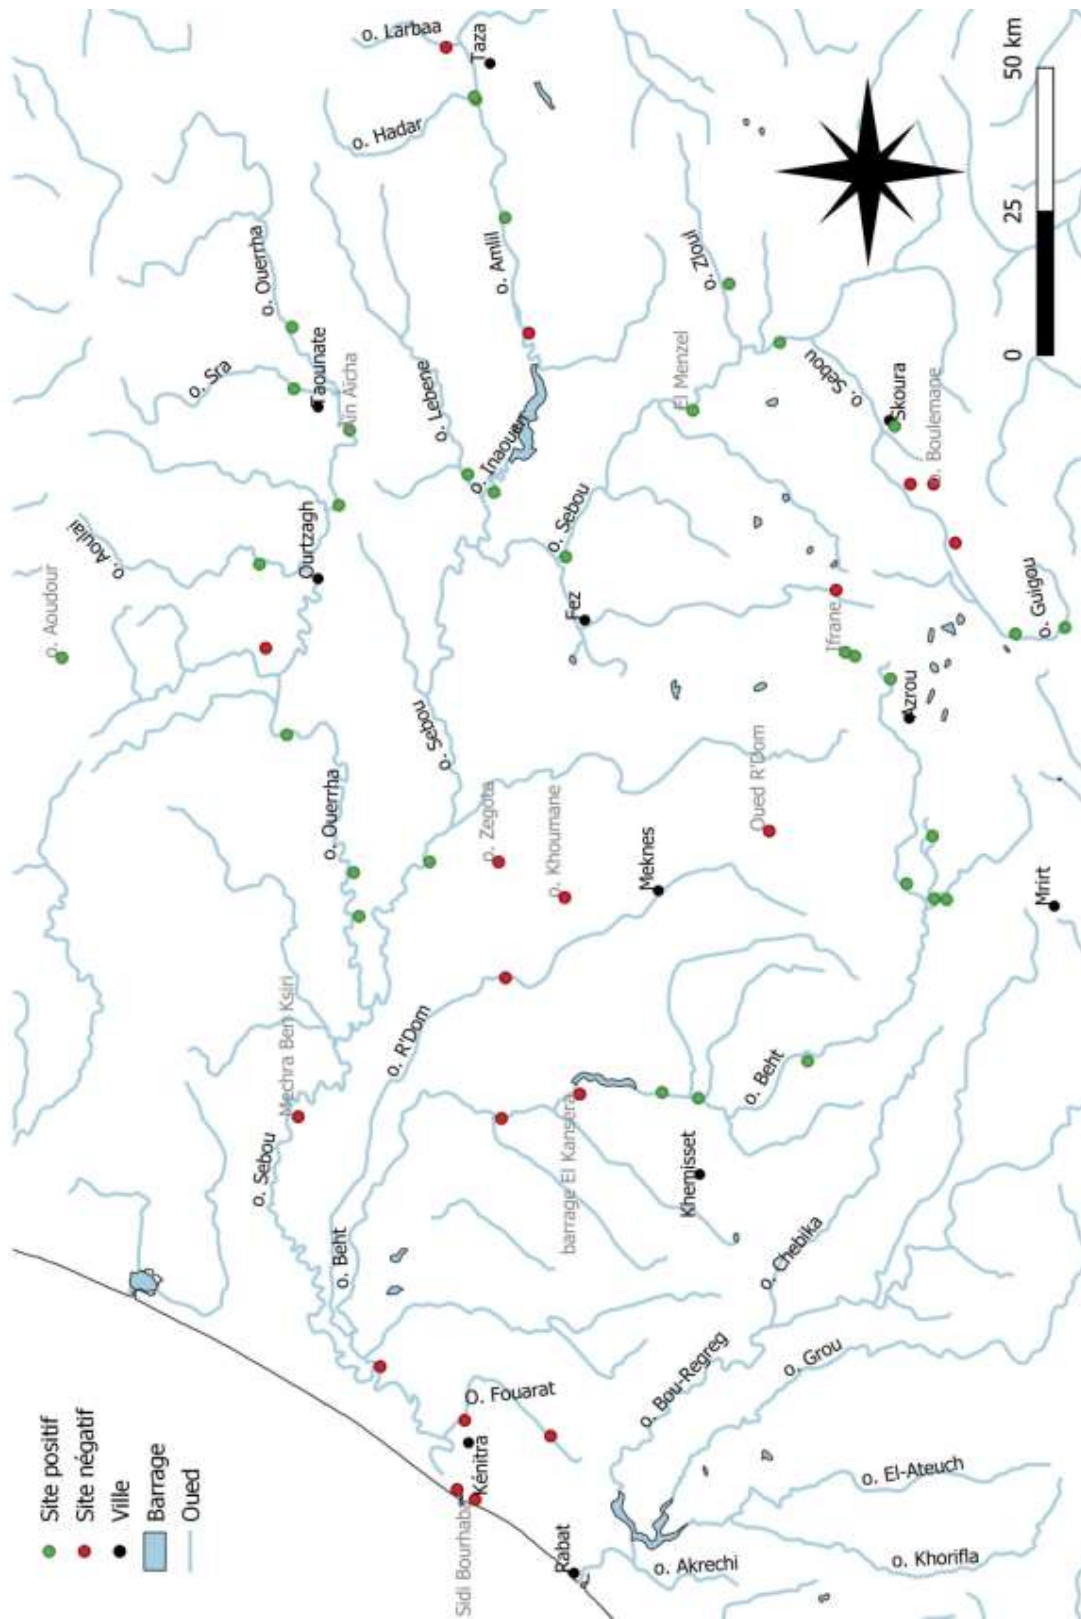 Site positif
Site négatif
Ville
Barrage
Oued
o. Aoudour
o. Aoulai
Ourtzagh
o. Sra
o. Ouerrha
Taounate
Aïn Aïcha
o. Larbaa
Taza
o. Hadar
o. Amlil
o. Lebene
o. Inaouen
o. Ouerrha
Mechra Ben Ksiri
o. Sebou
o. Beht
o. R'Dom
o. Sebou
o. Zegota
o. Khoumane
Meknes
Oued R'Dom
Fez
o. Sebou
El Menzel
o. Zloul
o. Sebou
Skoura
o. Boulemane
Ifrane
Azrou
o. Guigou
Mrirt
barrage El Kansera
Khemisset
o. Beht
O. Fouarat
Kénitra
Sidi Bourhaba
Rabat
o. Bou-Regreg
o. Chebika
o. Grou
o. El-Ateuch
o. Akrechi
o. Khorifla
0 25 50 km